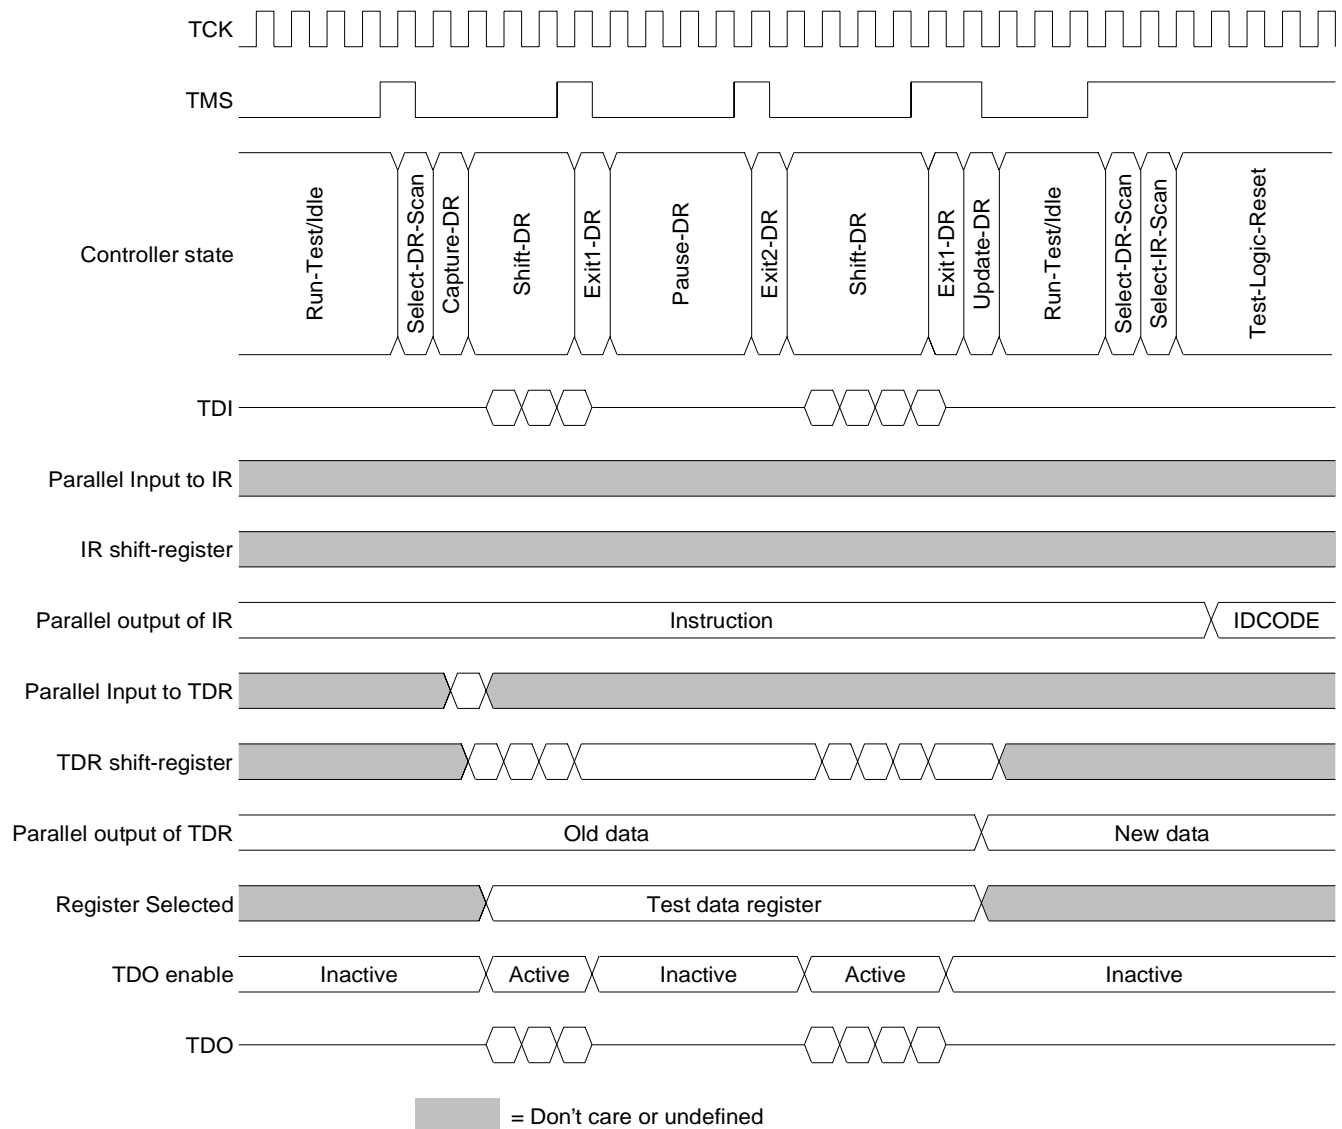 TCK
TMS
Controller state
Run-Test/Idle
Select-DR-Scan
Capture-DR
Shift-DR
Exit1-DR
Pause-DR
Exit2-DR
Shift-DR
Exit1-DR
Update-DR
Run-Test/Idle
Select-DR-Scan
Select-IR-Scan
Test-Logic-Reset
TDI
Parallel Input to IR
IR shift-register
Parallel output of IR
Instruction
IDCODE
Parallel Input to TDR
TDR shift-register
Parallel output of TDR
Old data
New data
Register Selected
Test data register
TDO enable
Inactive
Active
Inactive
Active
Inactive
TDO
= Don't care or undefined